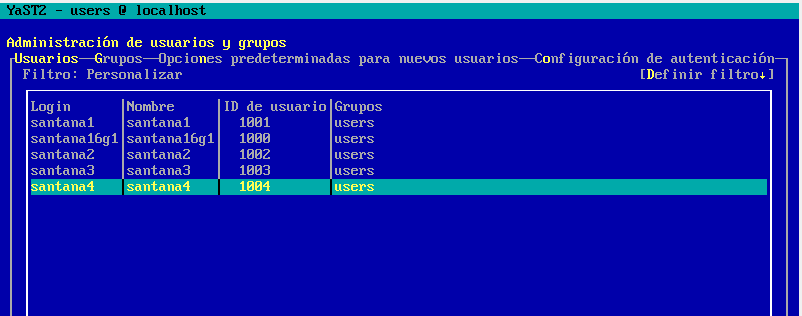 YaST2 - users @ localhost
Administración de usuarios y grupos
Usuarios Grupos Opciones predeterminadas para nuevos usuarios Configuración de autenticación
Filtro: Personalizar [Definir filtro↓]
Login Nombre ID de usuario Grupos
santana1 santana1 1001 users
santana16g1 santana16g1 1000 users
santana2 santana2 1002 users
santana3 santana3 1003 users
santana4 santana4 1004 users